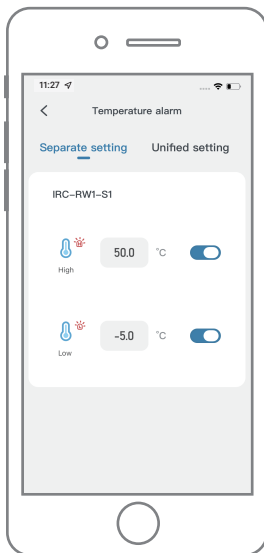 11:27
Temperature alarm
Separate setting Unified setting
IRC-RW1-S1
50.0 °C
High
-5.0 °C
Low